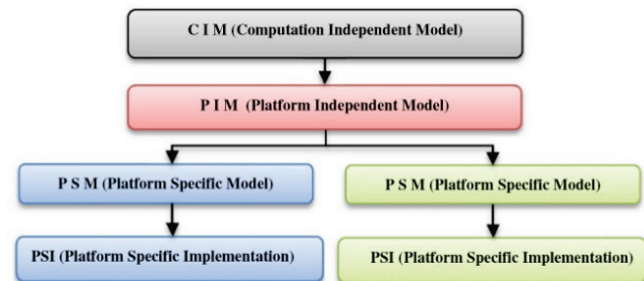 C I M (Computation Independent Model)
P I M (Platform Independent Model)
P S M (Platform Specific Model)
P S M (Platform Specific Model)
PSI (Platform Specific Implementation)
PSI (Platform Specific Implementation)